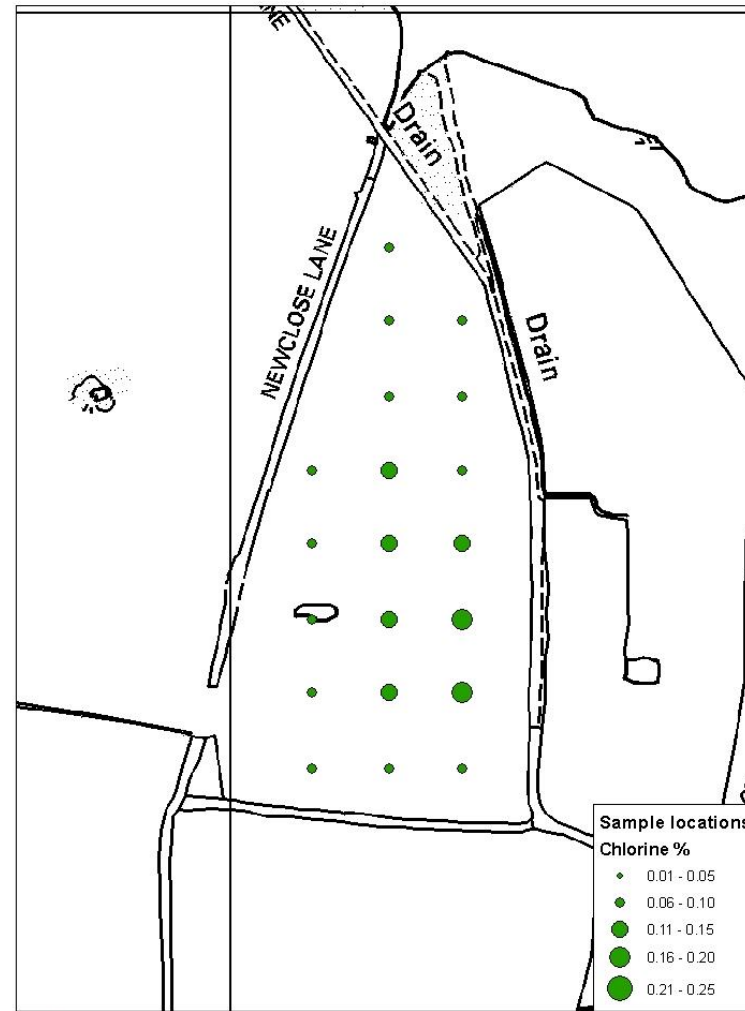 NE
Drain
NEWCLOSE LANE
Drain
Sample locations
Chlorine %
0.01 - 0.05
0.06 - 0.10
0.11 - 0.15
0.16 - 0.20
0.21 - 0.25